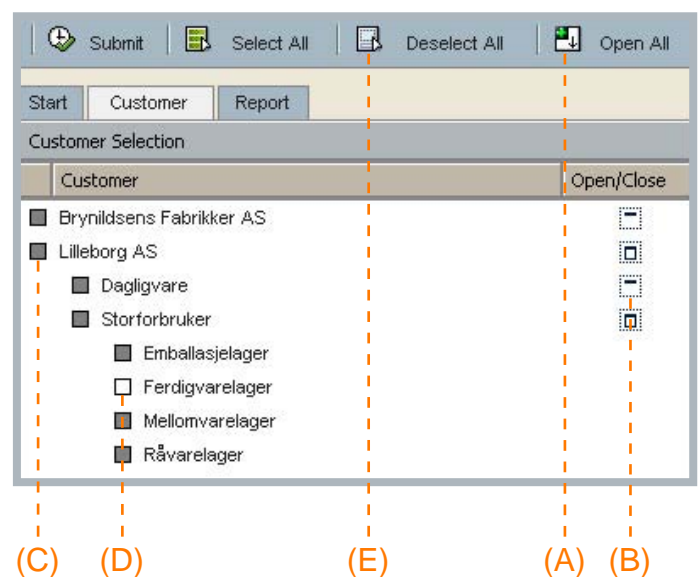 Submit Select All Deselect All Open All
Start Customer Report
Customer Selection
Customer Open/Close
Brynildsens Fabrikker AS
Lilleborg AS
Dagligvare
Storforbruker
Emballasjelager
Ferdigvarelager
Mellomvarelager
Råvarelager
(C) (D) (E) (A) (B)